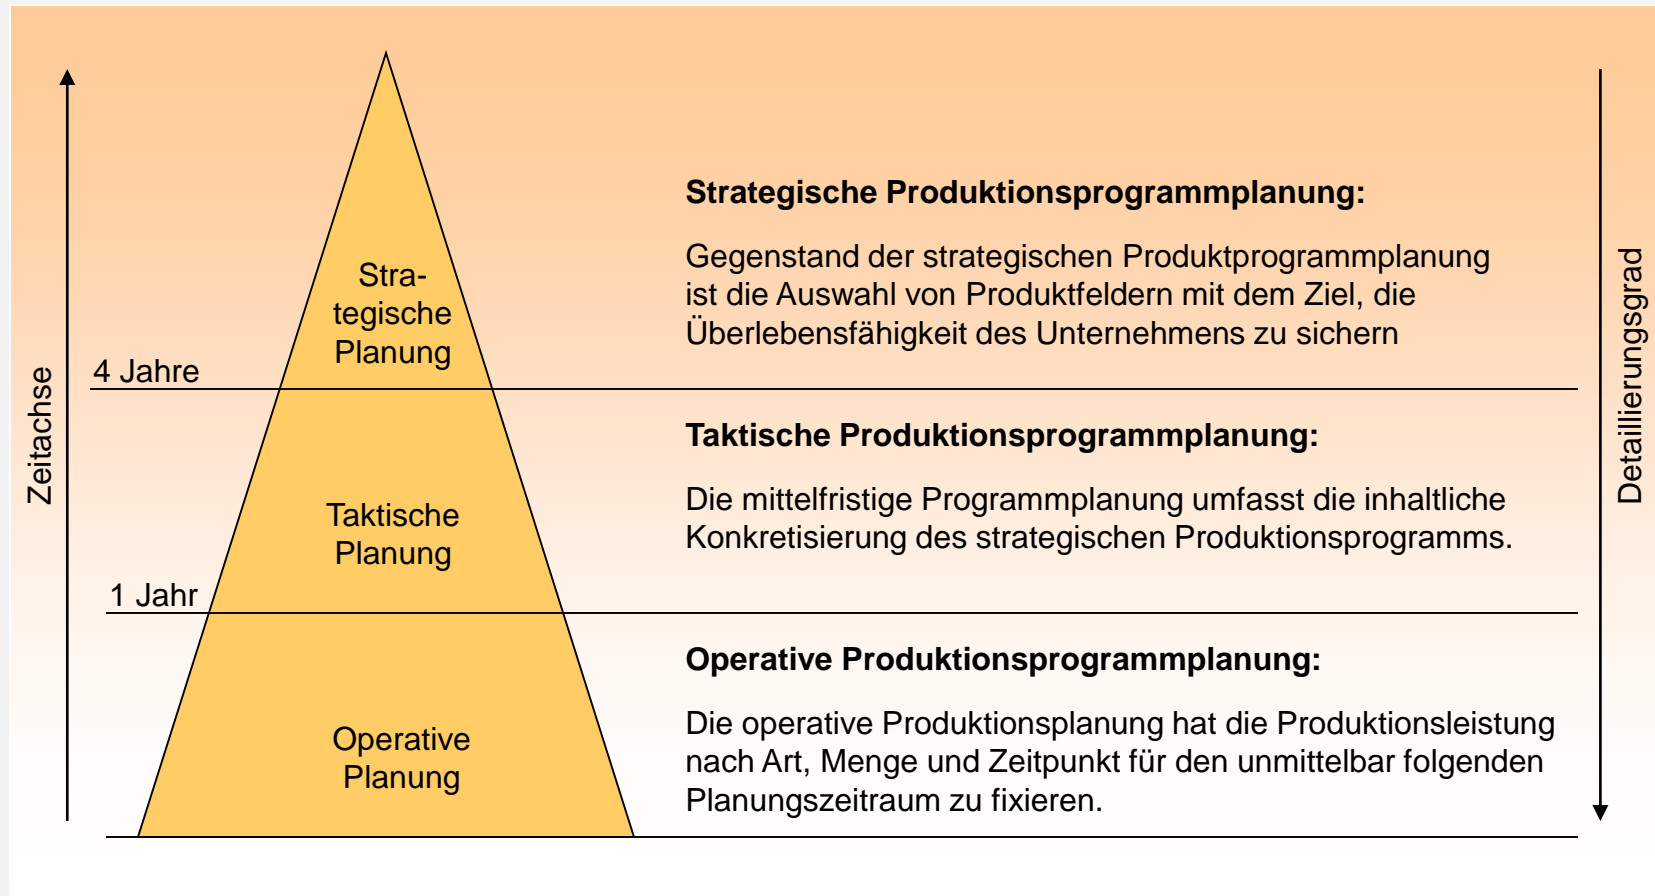 Zeitachse
4 Jahre
1 Jahr
Stra-
tegische
Planung
Taktische
Planung
Operative
Planung
Strategische Produktionsprogrammplanung:
Gegenstand der strategischen Produktprogrammplanung
ist die Auswahl von Produktfeldern mit dem Ziel, die
Überlebensfähigkeit des Unternehmens zu sichern
Taktische Produktionsprogrammplanung:
Die mittelfristige Programmplanung umfasst die inhaltliche
Konkretisierung des strategischen Produktionsprogramms.
Operative Produktionsprogrammplanung:
Die operative Produktionsplanung hat die Produktionsleistung
nach Art, Menge und Zeitpunkt für den unmittelbar folgenden
Planungszeitraum zu fixieren.
Detaillierungsgrad